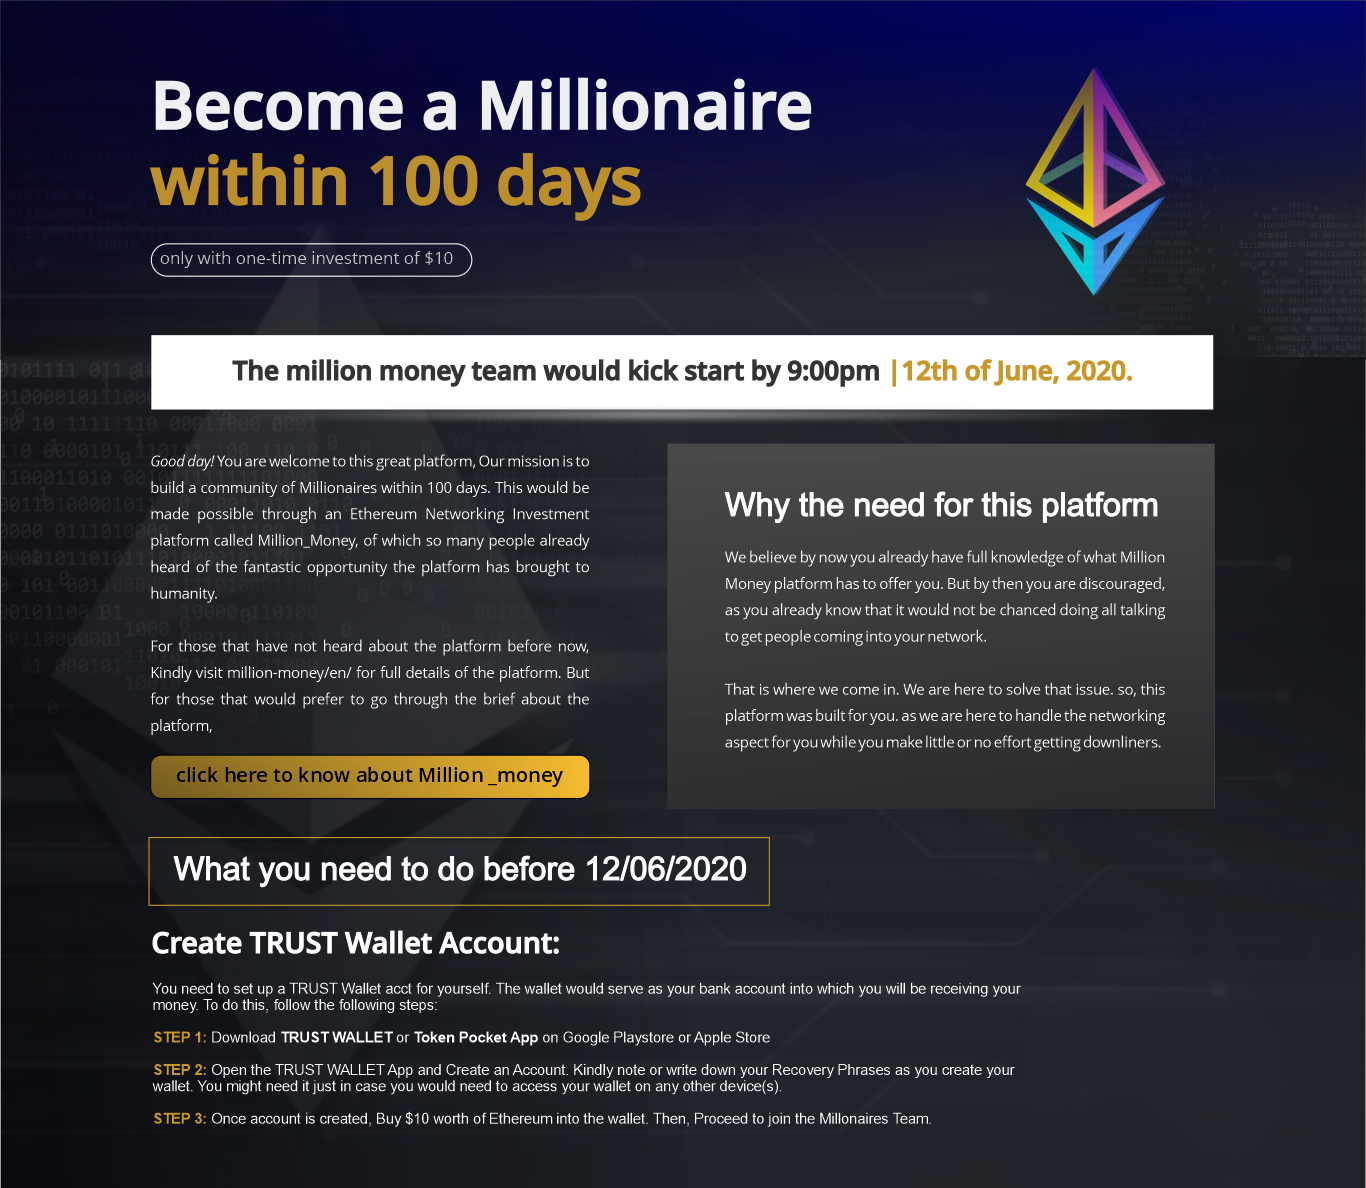 Become a Millionaire
within 100 days
only with one-time investment of $10
The million money team would kick start by 9:00pm |12th of June, 2020.
Good day! You are welcome to this great platform, Our mission is to
build a community of Millionaires within 100 days. This would be
made possible through an Ethereum Networking Investment
platform called Million_Money, of which so many people already
heard of the fantastic opportunity the platform has brought to
humanity.
For those that have not heard about the platform before now,
Kindly visit million-money/en/ for full details of the platform. But
for those that would prefer to go through the brief about the
platform,
click here to know about Million _money
Why the need for this platform
We believe by now you already have full knowledge of what Million
Money platform has to offer you. But by then you are discouraged,
as you already know that it would not be chanced doing all talking
to get people coming into your network.
That is where we come in. We are here to solve that issue. so, this
platform was built for you. as we are here to handle the networking
aspect for you while you make little or no effort getting downliners.
What you need to do before 12/06/2020
Create TRUST Wallet Account:
You need to set up a TRUST Wallet acct for yourself. The wallet would serve as your bank account into which you will be receiving your
money. To do this, follow the following steps:
STEP 1: Download TRUST WALLET or Token Pocket App on Google Playstore or Apple Store
STEP 2: Open the TRUST WALLET App and Create an Account. Kindly note or write down your Recovery Phrases as you create your
wallet. You might need it just in case you would need to access your wallet on any other device(s).
STEP 3: Once account is created, Buy $10 worth of Ethereum into the wallet. Then, Proceed to join the Millonaires Team.